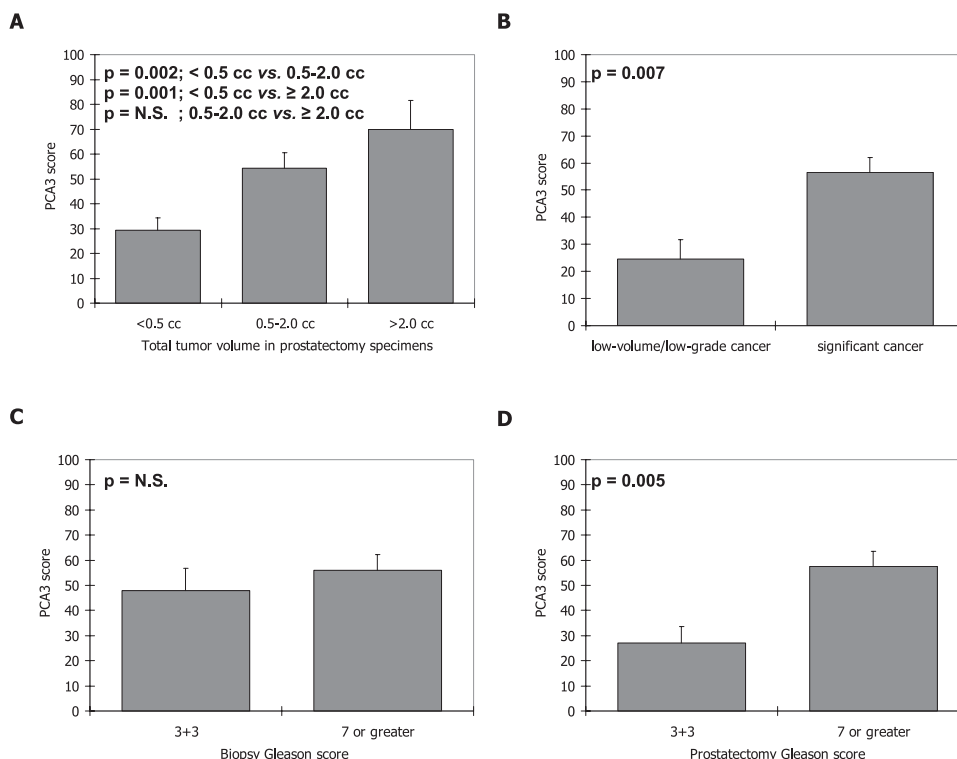 A
100
90
80
70
60
50
40
30
20
10
0
PCA3 score
p = 0.002; < 0.5 cc vs. 0.5-2.0 cc
p = 0.001; < 0.5 cc vs. ≥ 2.0 cc
p = N.S. ; 0.5-2.0 cc vs. ≥ 2.0 cc
<0.5 cc 0.5-2.0 cc >2.0 cc
Total tumor volume in prostatectomy specimens
B
100
90
80
70
60
50
40
30
20
10
0
PCA3 score
p = 0.007
low-volume/low-grade cancer significant cancer
C
100
90
80
70
60
50
40
30
20
10
0
PCA3 score
p = N.S.
3+3 7 or greater
Biopsy Gleason score
D
100
90
80
70
60
50
40
30
20
10
0
PCA3 score
p = 0.005
3+3 7 or greater
Prostatectomy Gleason score